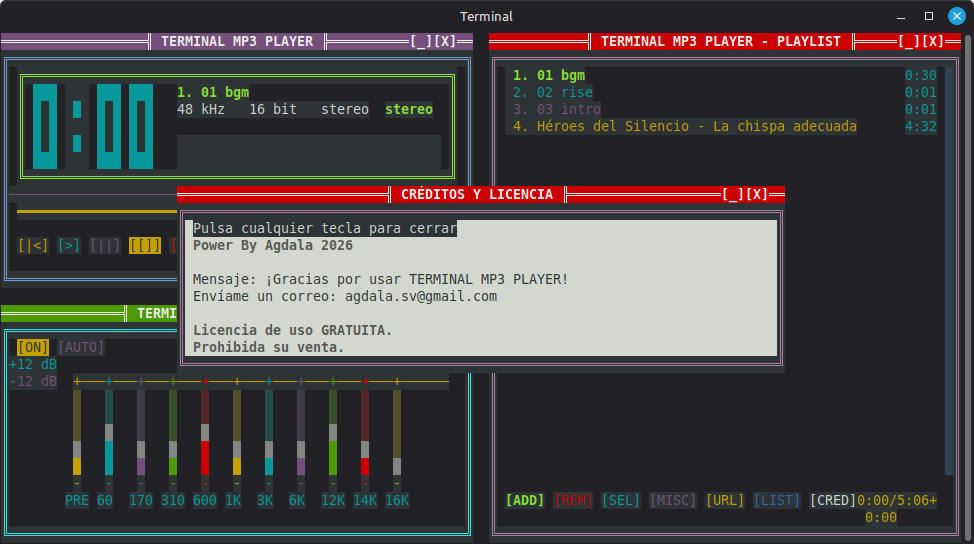 Terminal
TERMINAL MP3 PLAYER [_][X]
00:00
1. 01 bgm
48 kHz 16 bit stereo stereo
[|<] [>] [||] [[]]
TERMINAL MP3 PLAYER - PLAYLIST [_][X]
1. 01 bgm 0:30
2. 02 rise 0:01
3. 03 intro 0:01
4. Héroes del Silencio - La chispa adecuada 4:32
CRÉDITOS Y LICENCIA [_][X]
Pulsa cualquier tecla para cerrar
Power By Agdala 2026
Mensaje: ¡Gracias por usar TERMINAL MP3 PLAYER!
Envíame un correo: agdala.sv@gmail.com
Licencia de uso GRATUITA.
Prohibida su venta.
TERMI
[ON] [AUTO]
+12 dB
-12 dB
PRE 60 170 310 600 1K 3K 6K 12K 14K 16K
[ADD] [REM] [SEL] [MISC] [URL] [LIST] [CRED]0:00/5:06+
0:00